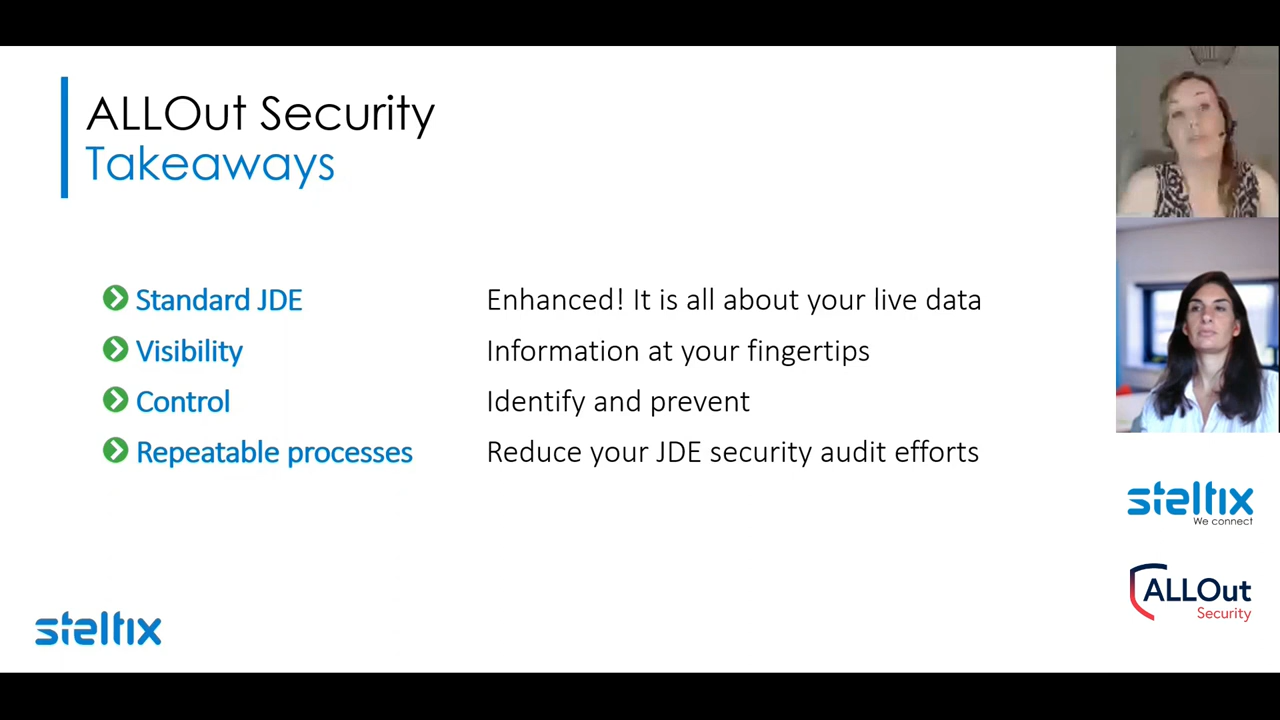 ALLOut Security
Takeaways
Standard JDE Enhanced! It is all about your live data
Visibility Information at your fingertips
Control Identify and prevent
Repeatable processes Reduce your JDE security audit efforts
steltix
We connect
ALLOut
Security
steltix